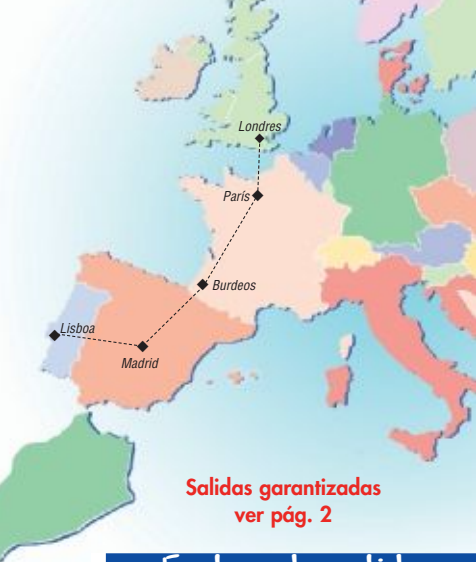 Londres
París
Burdeos
Lisboa
Madrid
Salidas garantizadas
ver pág. 2